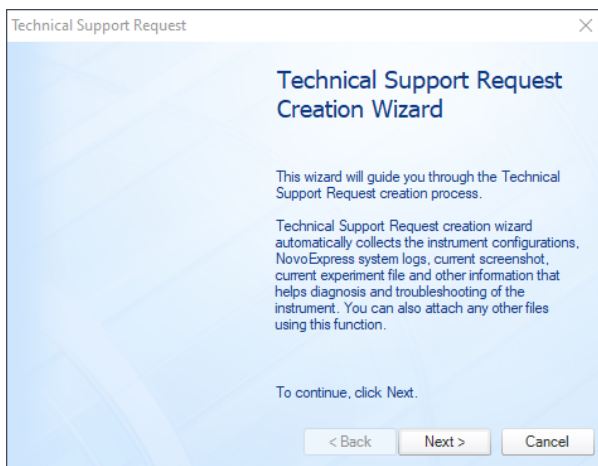 Technical Support Request
Technical Support Request
Creation Wizard
This wizard will guide you through the Technical
Support Request creation process.
Technical Support Request creation wizard
automatically collects the instrument configurations,
NovoExpress system logs, current screenshot,
current experiment file and other information that
helps diagnosis and troubleshooting of the
instrument. You can also attach any other files
using this function.
To continue, click Next.
< Back Next > Cancel